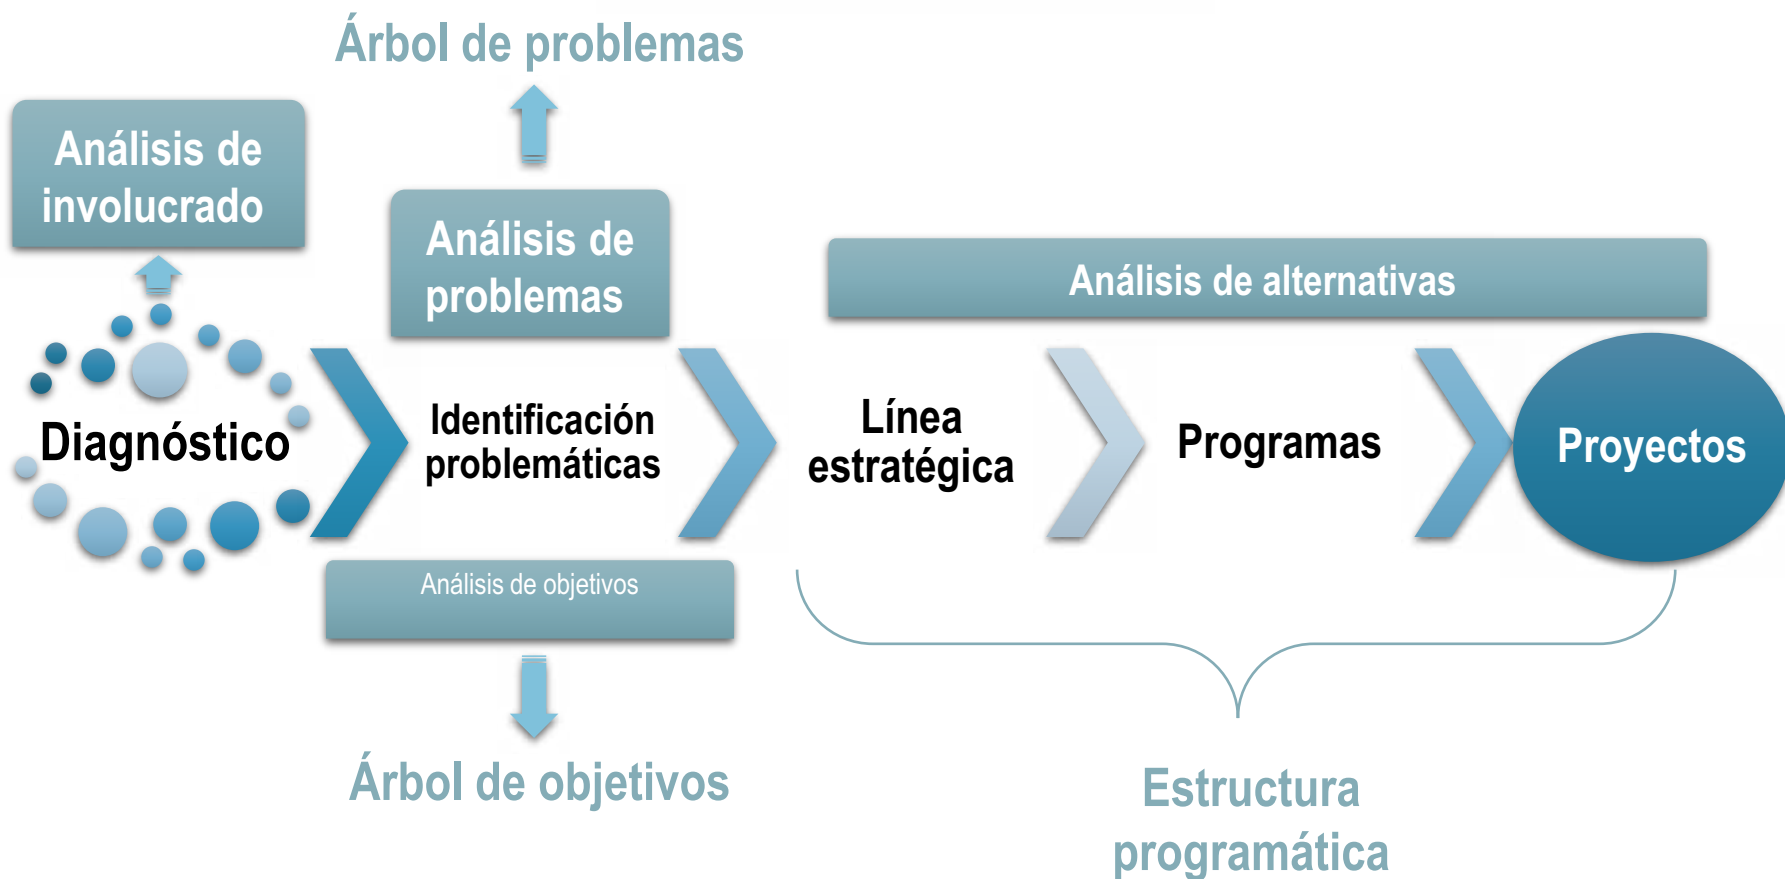 Árbol de problemas
Análisis de
involucrado
Análisis de
problemas
Análisis de alternativas
Diagnóstico
Identificación
problemáticas
Línea
estratégica
Programas
Proyectos
Análisis de objetivos
Árbol de objetivos
Estructura
programática